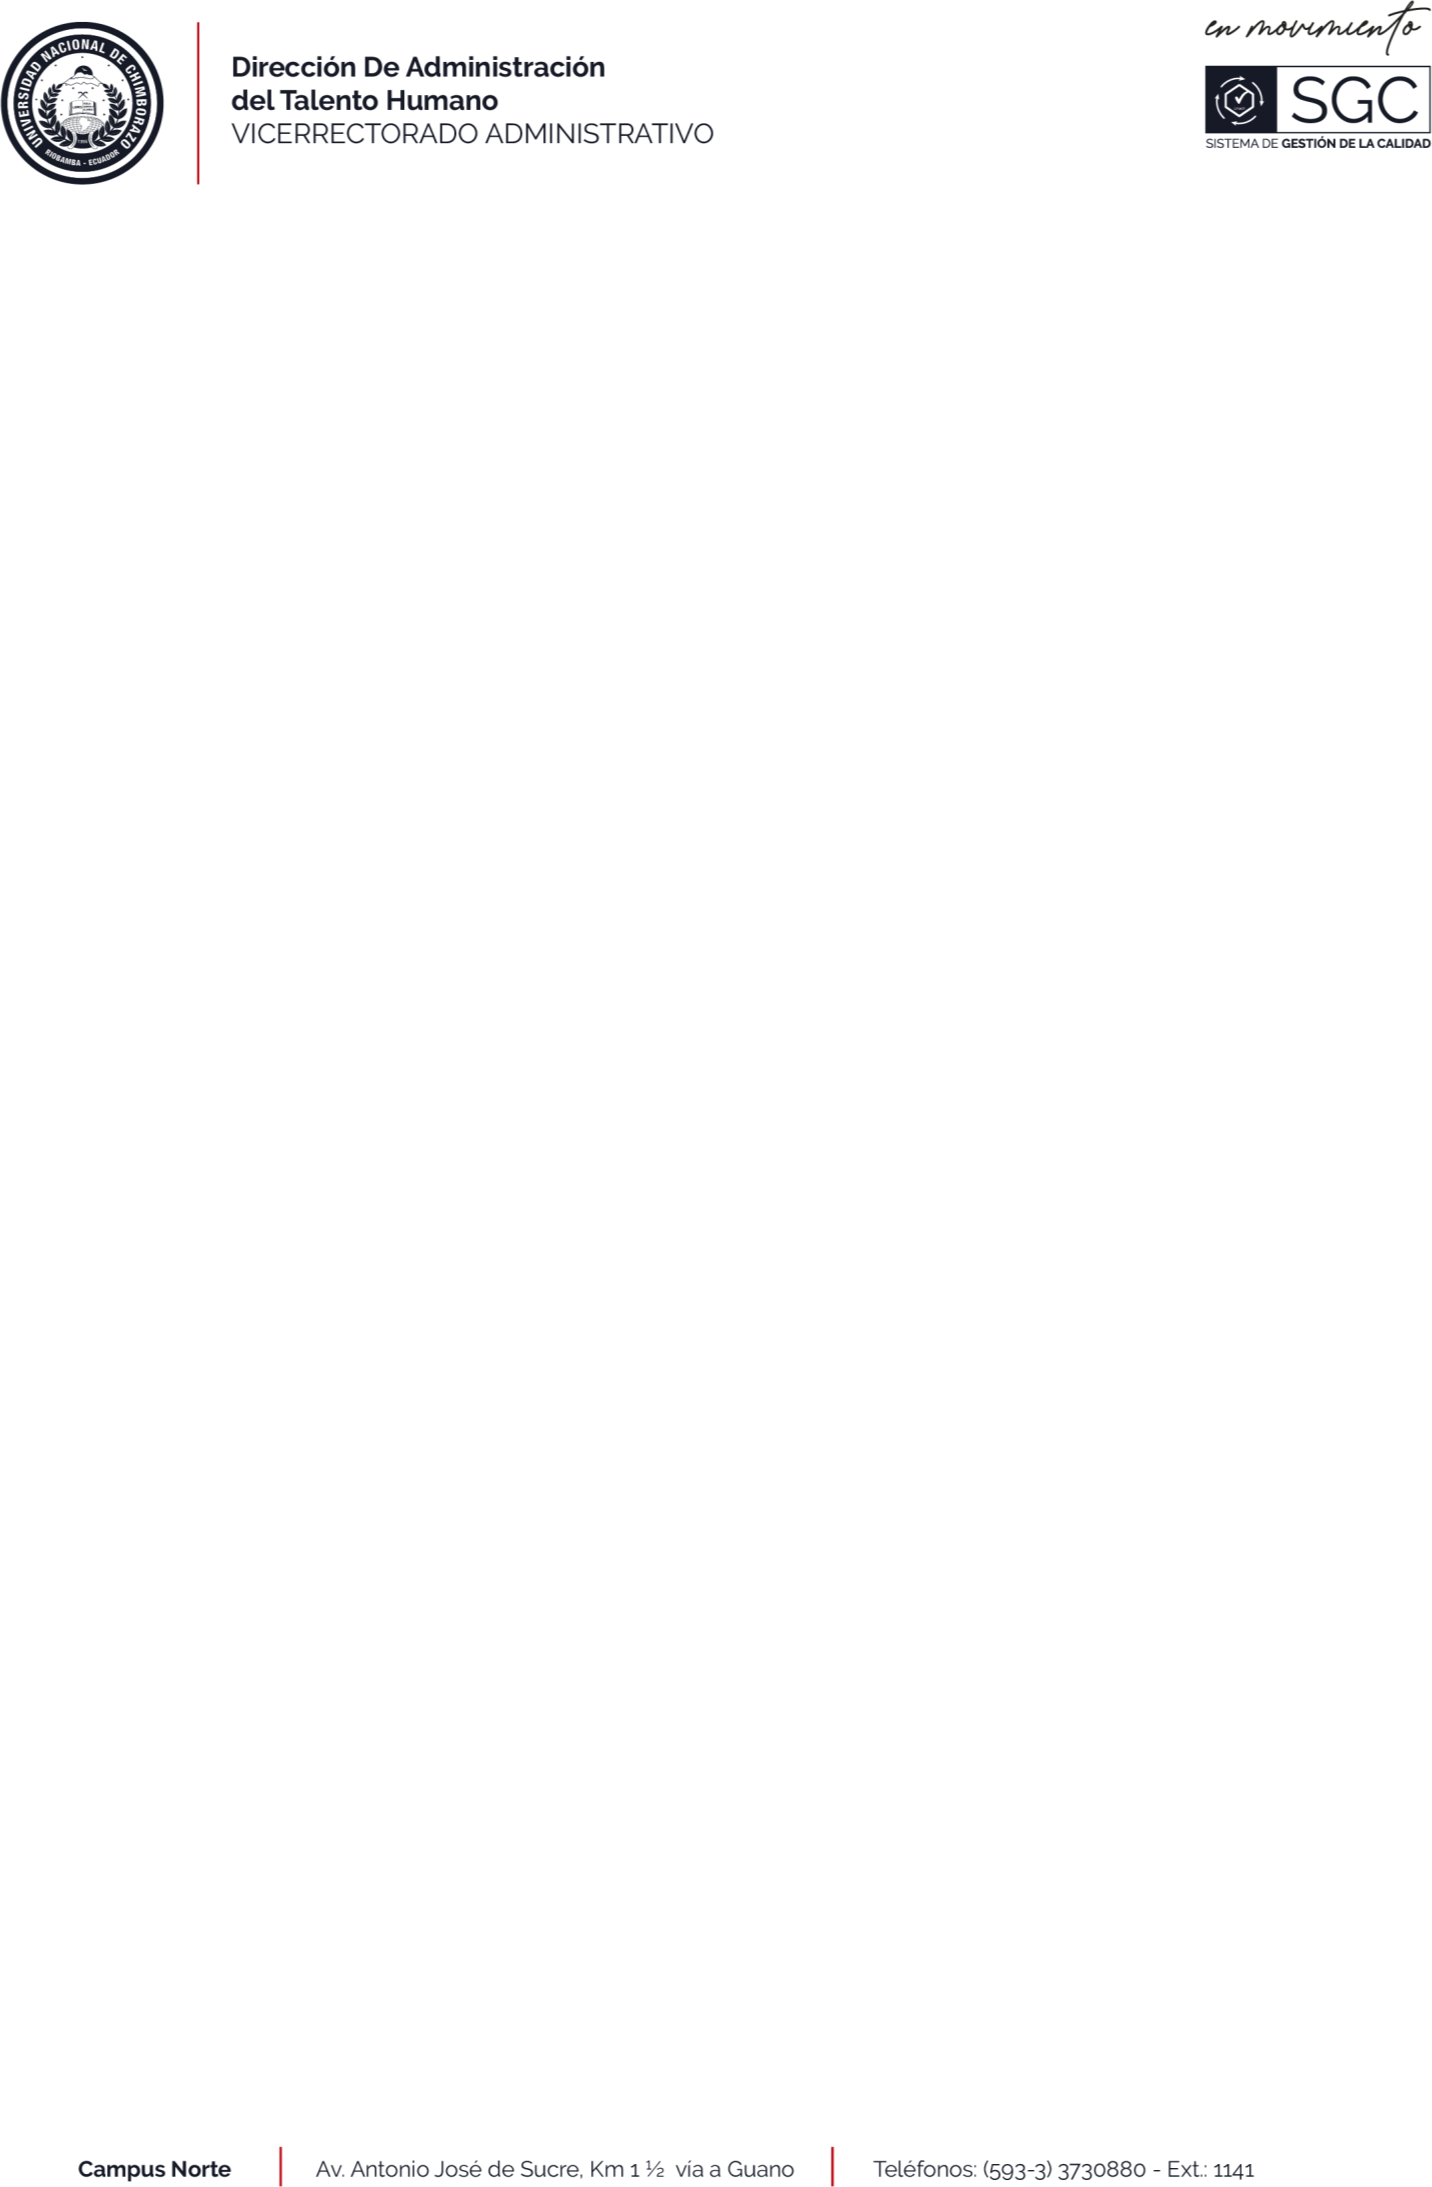 UNIVERSIDAD NACIONAL DE CHIMBORAZO
RIOBAMBA - ECUADOR
Dirección De Administración
del Talento Humano
VICERRECTORADO ADMINISTRATIVO
en movimiento
SGC
SISTEMA DE GESTIÓN DE LA CALIDAD
Campus Norte
Av. Antonio José de Sucre, Km 1 ½ vía a Guano
Teléfonos: (593-3) 3730880 - Ext.: 1141